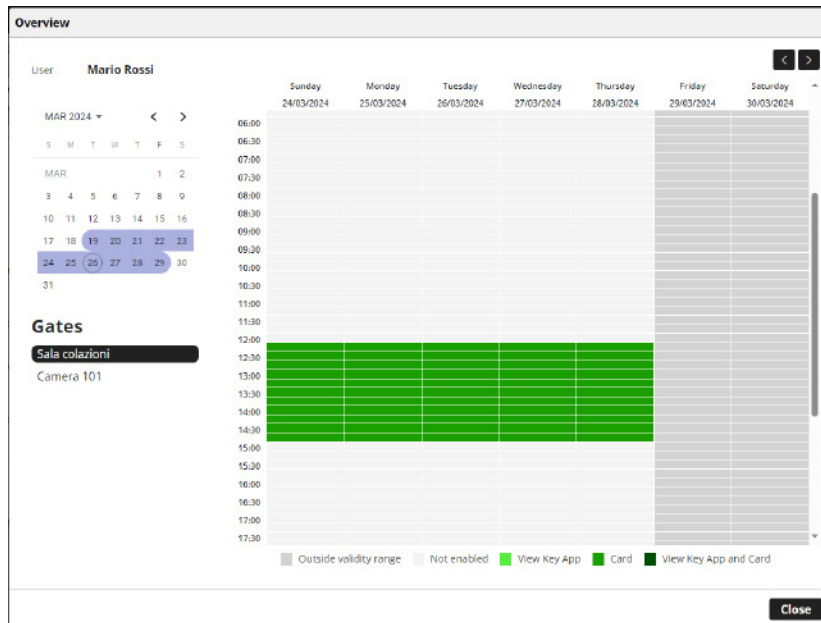 Overview
User Mario Rossi
MAR 2024
S M T W T F S
MAR 1 2
3 4 5 6 7 8 9
10 11 12 13 14 15 16
17 18 19 20 21 22 23
24 25 26 27 28 29 30
31
Gates
Sala colazioni
Camera 101
Sunday Monday Tuesday Wednesday Thursday Friday Saturday
24/03/2024 25/03/2024 26/03/2024 27/03/2024 28/03/2024 29/03/2024 30/03/2024
06:00
06:30
07:00
07:30
08:00
08:30
09:00
09:30
10:00
10:30
11:00
11:30
12:00
12:30
13:00
13:30
14:00
14:30
15:00
15:30
16:00
16:30
17:00
17:30
Outside validity range Not enabled View Key App Card View Key App and Card
Close